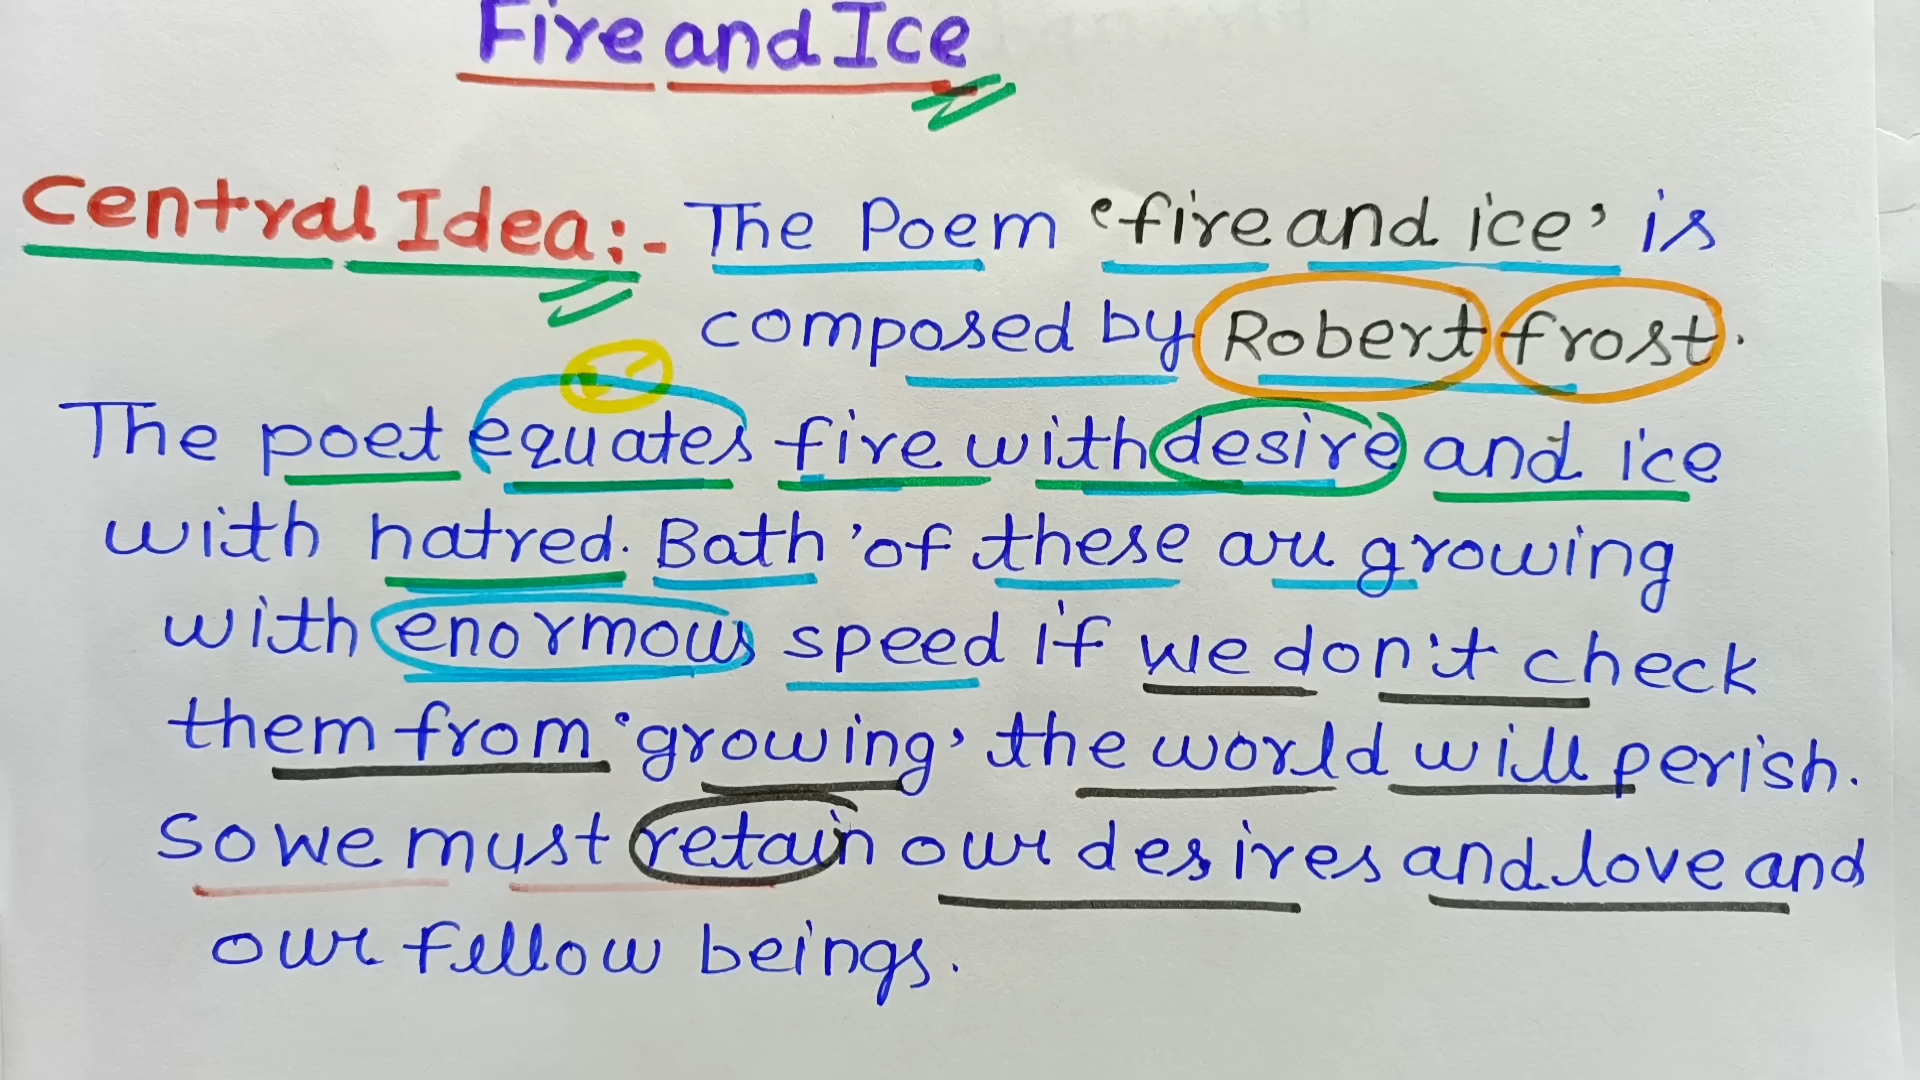 Fire and Ice
Central Idea:- The Poem 'fire and ice' is
composed by Robert frost.
The poet equates fire with desire and ice
with hatred. Bath 'of these are growing
with enormous speed if we don't check
them from 'growing' the world will perish.
So we must retain our desires and love and
our fellow beings.